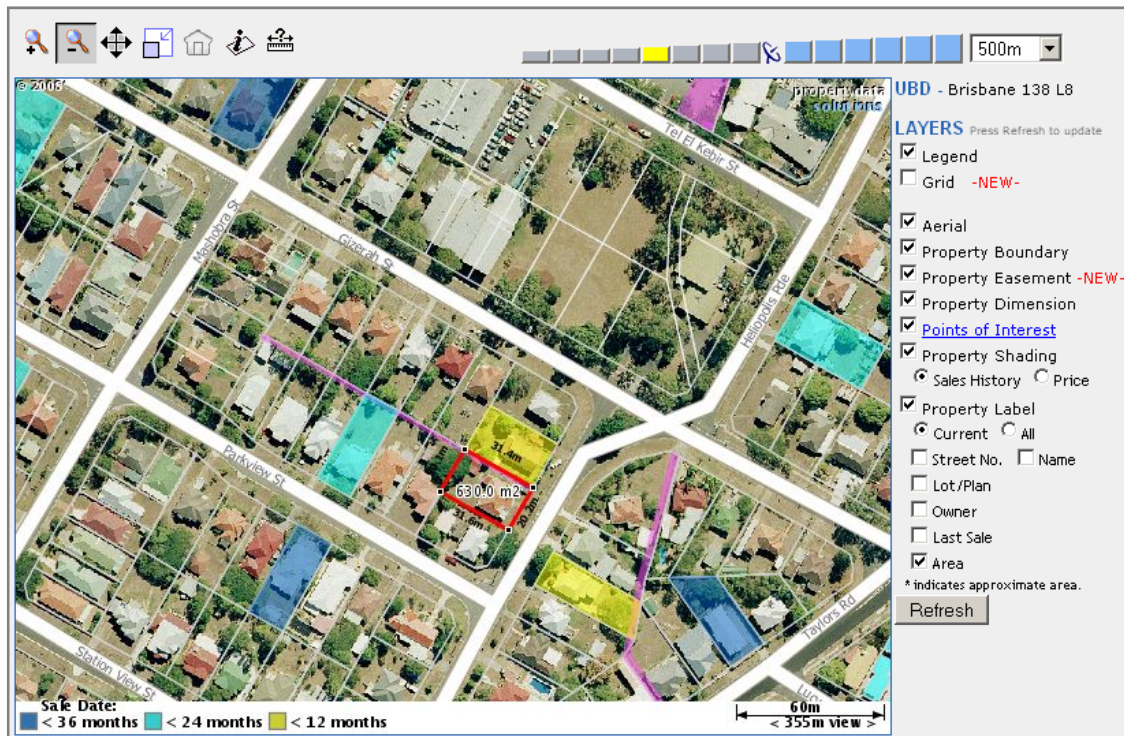 500m
© 2005
propertydata
solutions
UBD - Brisbane 138 L8
LAYERS Press Refresh to update
Legend
Grid -NEW-
Aerial
Property Boundary
Property Easement -NEW-
Property Dimension
Points of Interest
Property Shading
Sales History Price
Property Label
Current All
Street No. Name
Lot/Plan
Owner
Last Sale
Area
* indicates approximate area.
Refresh
Tel El Kebir St
Mashobra St
Gizerah St
Heliopolis Pde
31.4m
630.0 m2
20.2m
31.6m
Parkview St
Taylors Rd
Station View St
Sale Date:
< 36 months < 24 months < 12 months
60m
< 355m view >